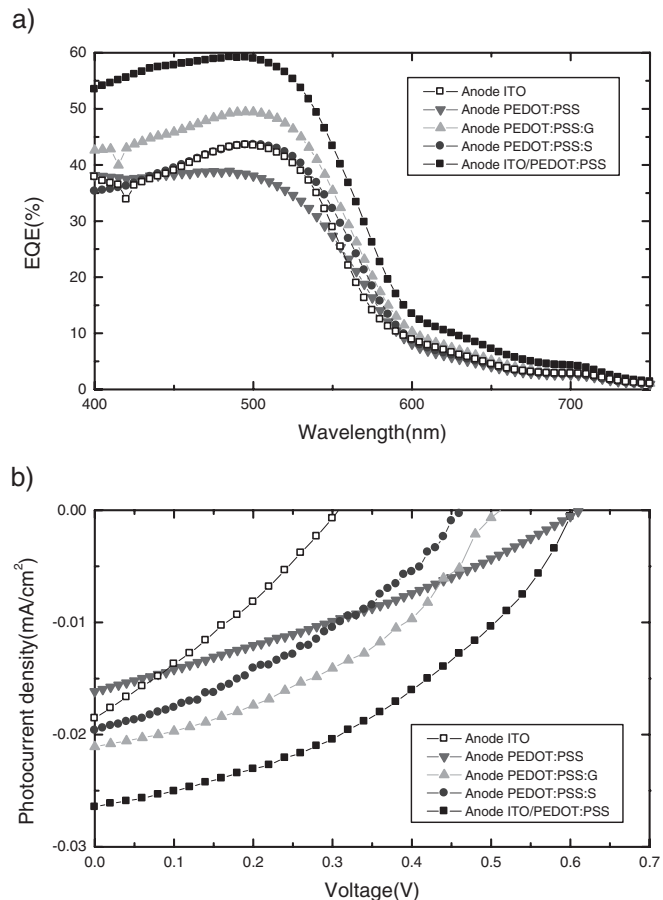 a)
60
50
40
30
20
10
0
EQE(%)
Anode ITO
Anode PEDOT:PSS
Anode PEDOT:PSS:G
Anode PEDOT:PSS:S
Anode ITO/PEDOT:PSS
400 500 600 700
Wavelength(nm)
b)
0.00
-0.01
-0.02
-0.03
Photocurrent density(mA/cm²)
Anode ITO
Anode PEDOT:PSS
Anode PEDOT:PSS:G
Anode PEDOT:PSS:S
Anode ITO/PEDOT:PSS
0.0 0.1 0.2 0.3 0.4 0.5 0.6 0.7
Voltage(V)